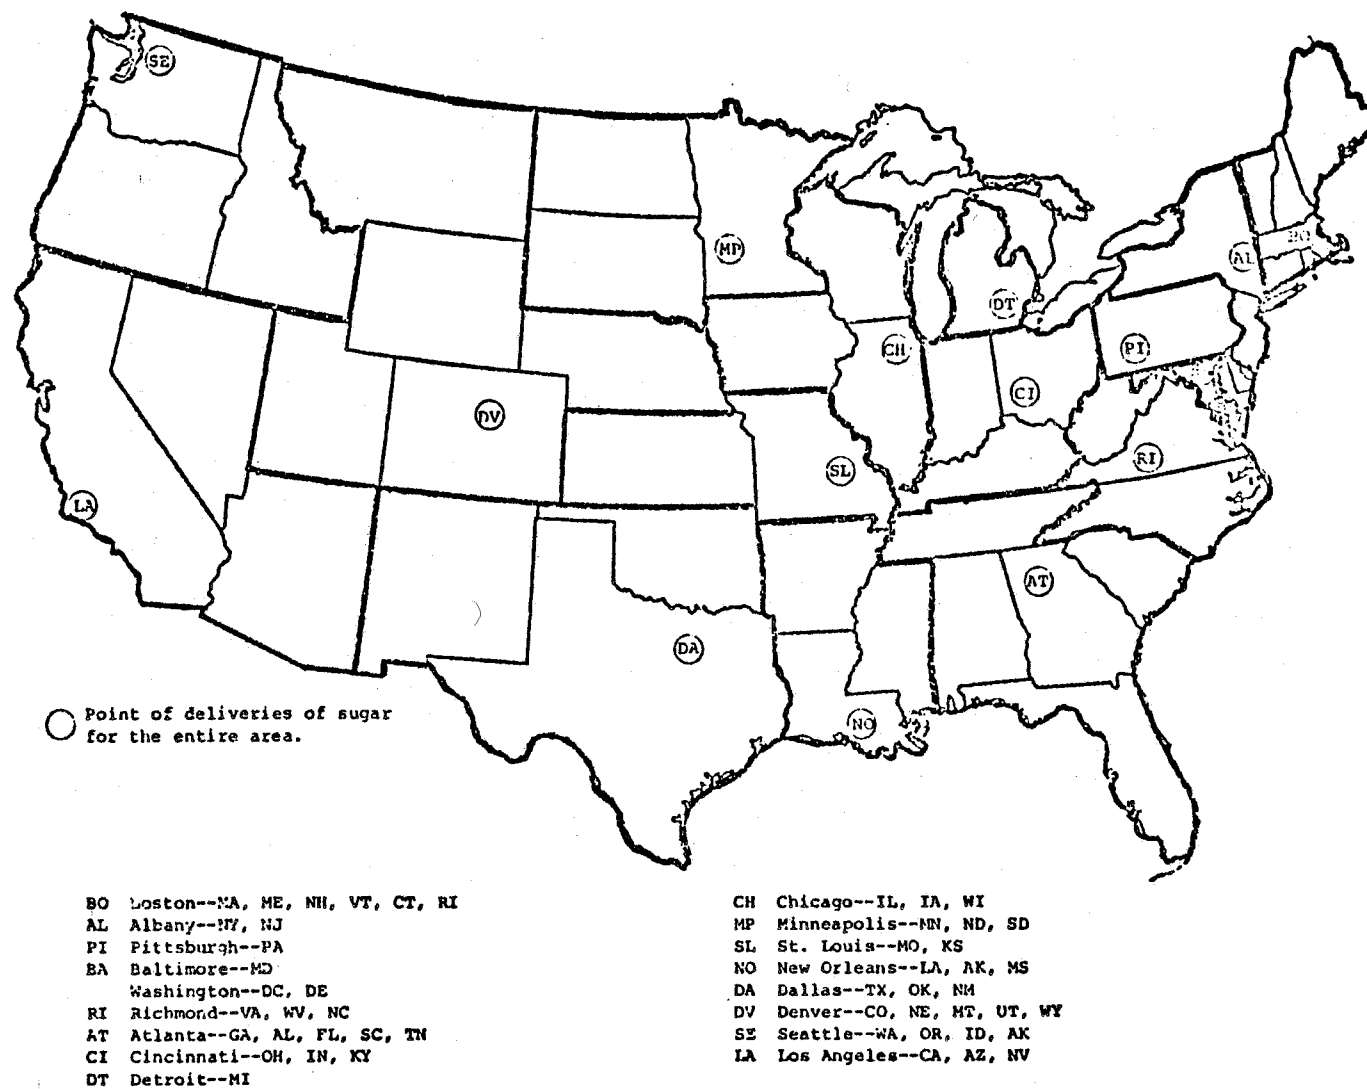 SE
MP
BO
AL
DT
CH
PI
CI
DV
SL
RI
LA
AT
DA
NO
Point of deliveries of sugar
for the entire area.
BO Boston--MA, ME, NH, VT, CT, RI
AL Albany--NY, NJ
PI Pittsburgh--PA
BA Baltimore--MD
Washington--DC, DE
RI Richmond--VA, WV, NC
AT Atlanta--GA, AL, FL, SC, TN
CI Cincinnati--OH, IN, KY
DT Detroit--MI
CH Chicago--IL, IA, WI
MP Minneapolis--MN, ND, SD
SL St. Louis--MO, KS
NO New Orleans--LA, AK, MS
DA Dallas--TX, OK, NM
DV Denver--CO, NE, MT, UT, WY
SE Seattle--WA, OR, ID, AK
LA Los Angeles--CA, AZ, NV